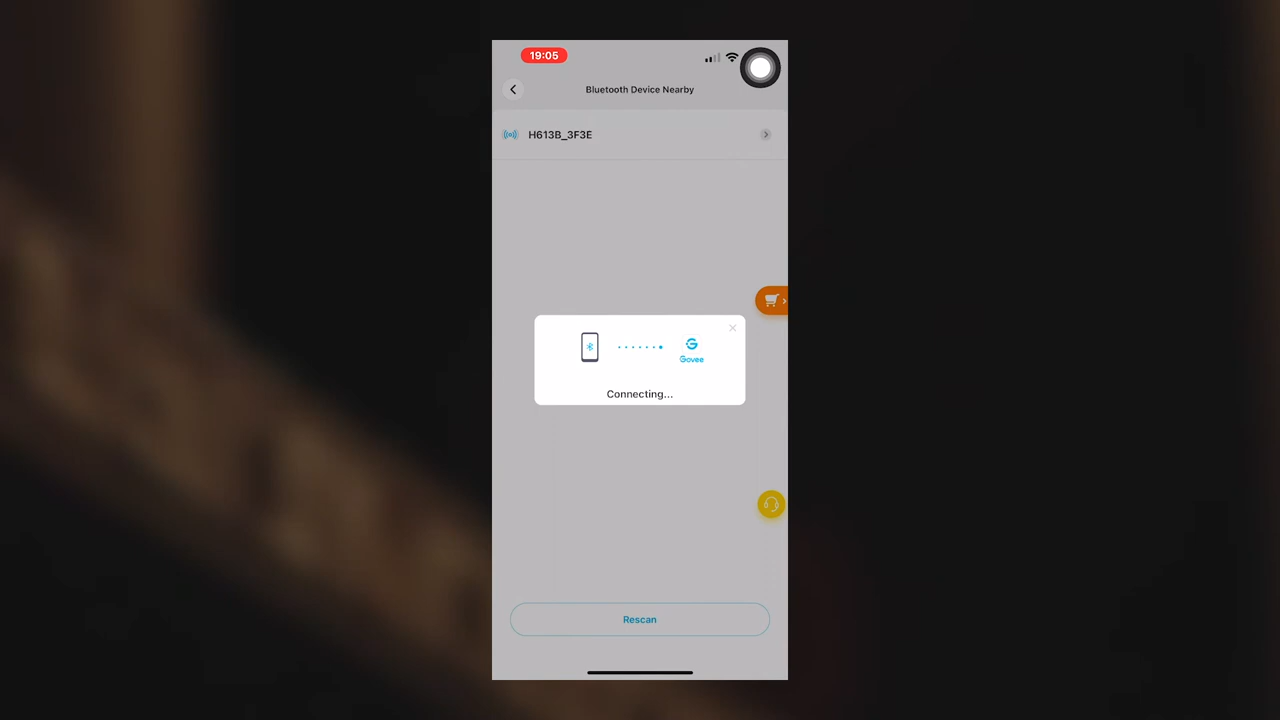 19:05
Bluetooth Device Nearby
H613B_3F3E
Govee
Connecting...
Rescan